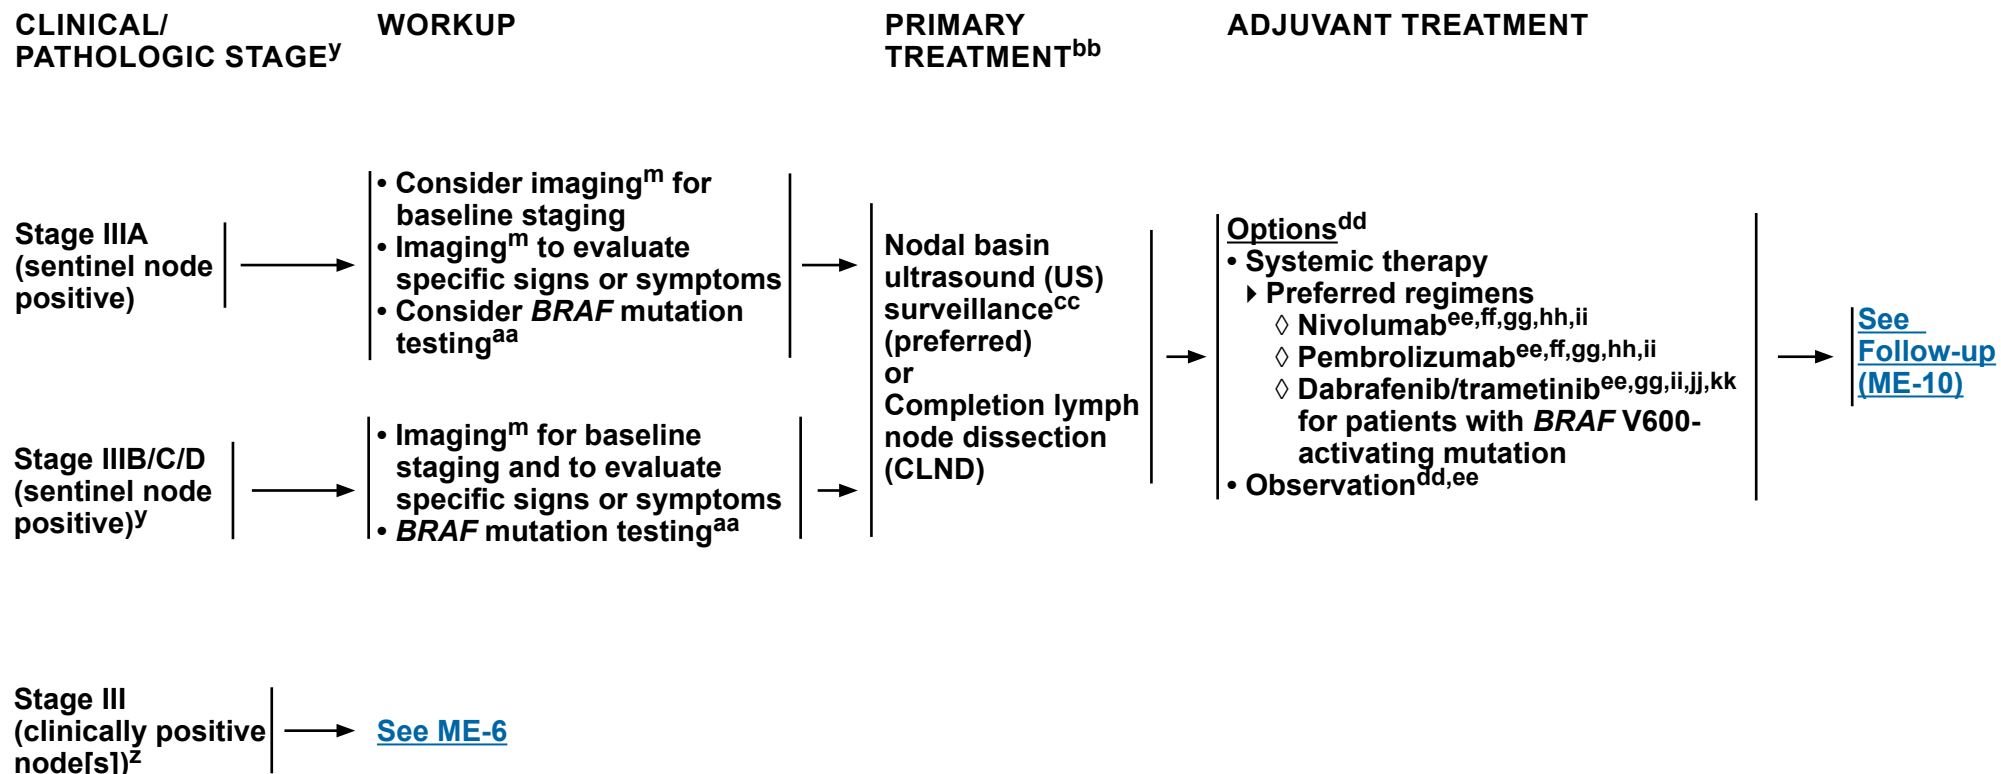 CLINICAL/
PATHOLOGIC STAGEy
WORKUP
PRIMARY
TREATMENTbb
ADJUVANT TREATMENT
Stage IIIA
(sentinel node
positive)
• Consider imagingm for
baseline staging
• Imagingm to evaluate
specific signs or symptoms
• Consider BRAF mutation
testingaa
Stage IIIB/C/D
(sentinel node
positive)y
• Imagingm for baseline
staging and to evaluate
specific signs or symptoms
• BRAF mutation testingaa
Nodal basin
ultrasound (US)
surveillancecc
(preferred)
or
Completion lymph
node dissection
(CLND)
Optionsdd
• Systemic therapy
▸ Preferred regimens
◊ Nivolumabee,ff,gg,hh,ii
◊ Pembrolizumabee,ff,gg,hh,ii
◊ Dabrafenib/trametinibee,gg,ii,jj,kk
for patients with BRAF V600-
activating mutation
• Observationdd,ee
See
Follow-up
(ME-10)
Stage III
(clinically positive
node[s])z
See ME-6